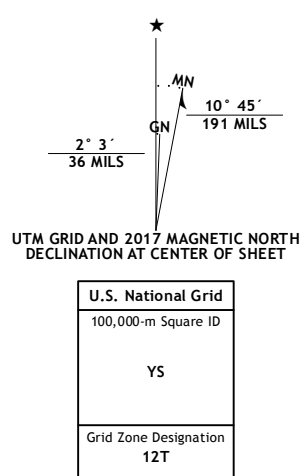 ★
MN
10° 45´
191 MILS
GN
2° 3´
36 MILS
UTM GRID AND 2017 MAGNETIC NORTH
DECLINATION AT CENTER OF SHEET
U.S. National Grid
100,000-m Square ID
YS
Grid Zone Designation
12T